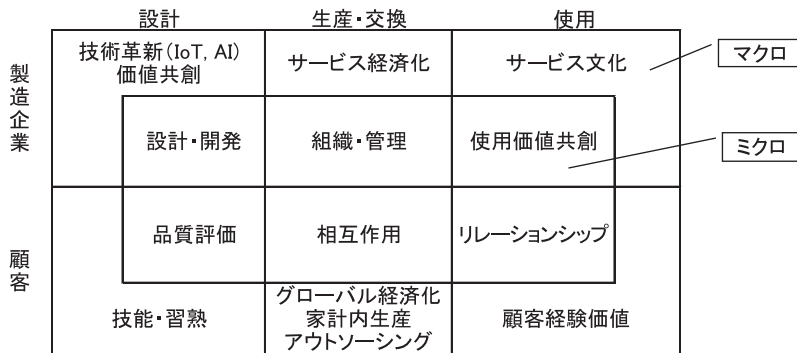 設計
生産・交換
使用
製造企業
技術革新(IoT, AI)
価値共創
サービス経済化
サービス文化
マクロ
設計・開発
組織・管理
使用価値共創
ミクロ
顧客
品質評価
相互作用
リレーションシップ
技能・習熟
グローバル経済化
家計内生産
アウトソーシング
顧客経験価値